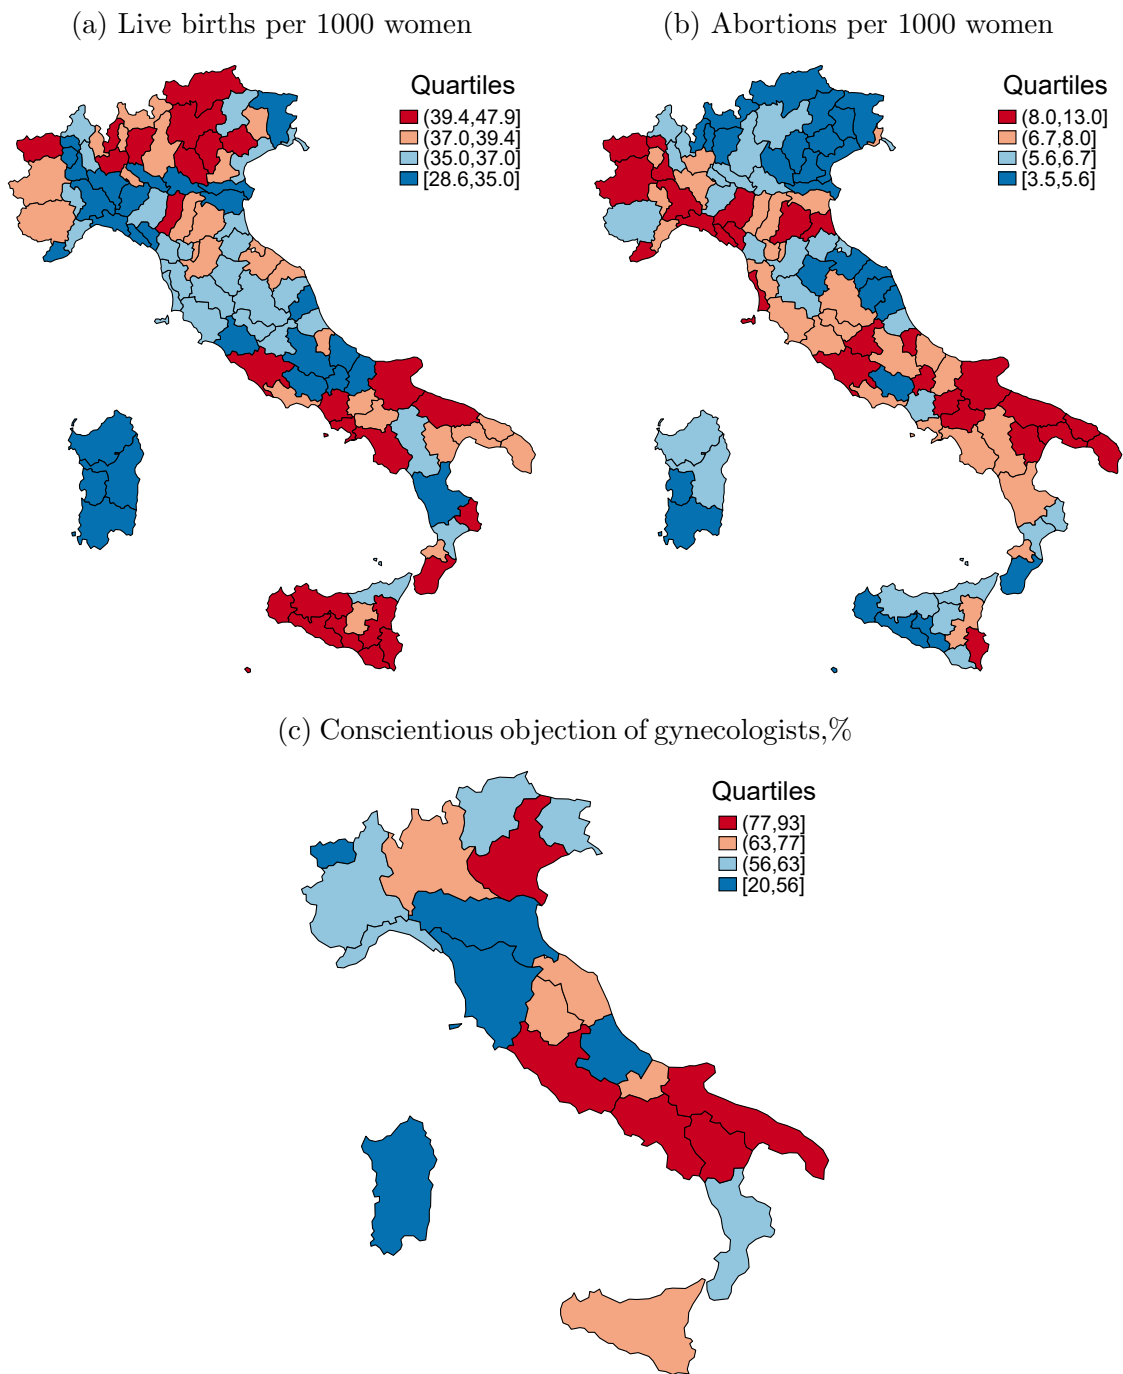 (a) Live births per 1000 women
(b) Abortions per 1000 women
Quartiles
(39.4,47.9]
(37.0,39.4]
(35.0,37.0]
[28.6,35.0]
Quartiles
(8.0,13.0]
(6.7,8.0]
(5.6,6.7]
[3.5,5.6]
(c) Conscientious objection of gynecologists,%
Quartiles
(77,93]
(63,77]
(56,63]
[20,56]